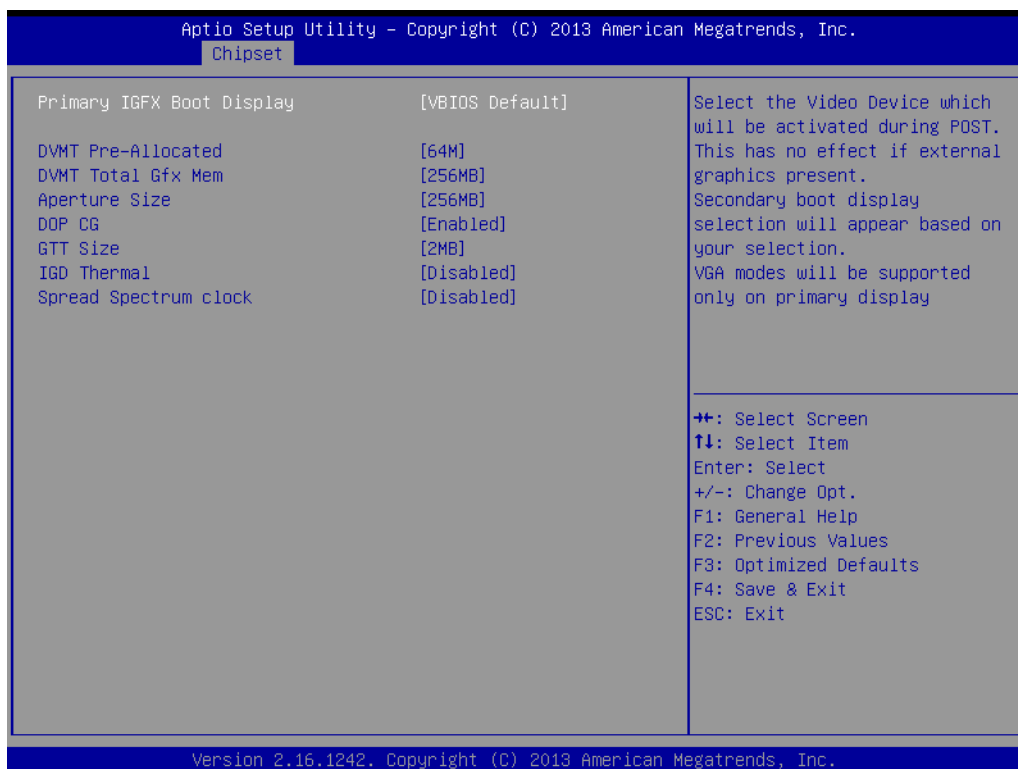 Aptio Setup Utility – Copyright (C) 2013 American Megatrends, Inc.
Chipset
Primary IGFX Boot Display [VBIOS Default]
DVMT Pre-Allocated [64M]
DVMT Total Gfx Mem [256MB]
Aperture Size [256MB]
DOP CG [Enabled]
GTT Size [2MB]
IGD Thermal [Disabled]
Spread Spectrum clock [Disabled]
Select the Video Device which
will be activated during POST.
This has no effect if external
graphics present.
Secondary boot display
selection will appear based on
your selection.
VGA modes will be supported
only on primary display
→←: Select Screen
↑↓: Select Item
Enter: Select
+/-: Change Opt.
F1: General Help
F2: Previous Values
F3: Optimized Defaults
F4: Save & Exit
ESC: Exit
Version 2.16.1242. Copyright (C) 2013 American Megatrends, Inc.